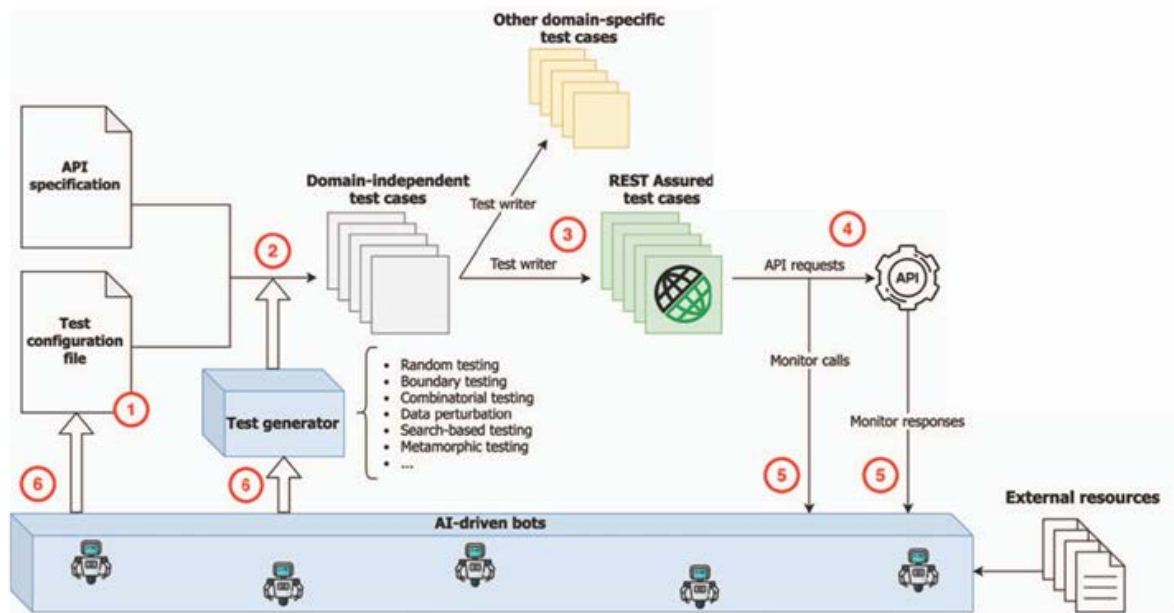 Other domain-specific
test cases
API
specification
Domain-independent
test cases
Test writer
REST Assured
test cases
2
3
Test writer
4
API requests
API
Test
configuration
file
1
Monitor calls
Test generator
• Random testing
• Boundary testing
• Combinatorial testing
• Data perturbation
• Search-based testing
• Metamorphic testing
• ...
Monitor responses
6
6
5
5
External resources
AI-driven bots